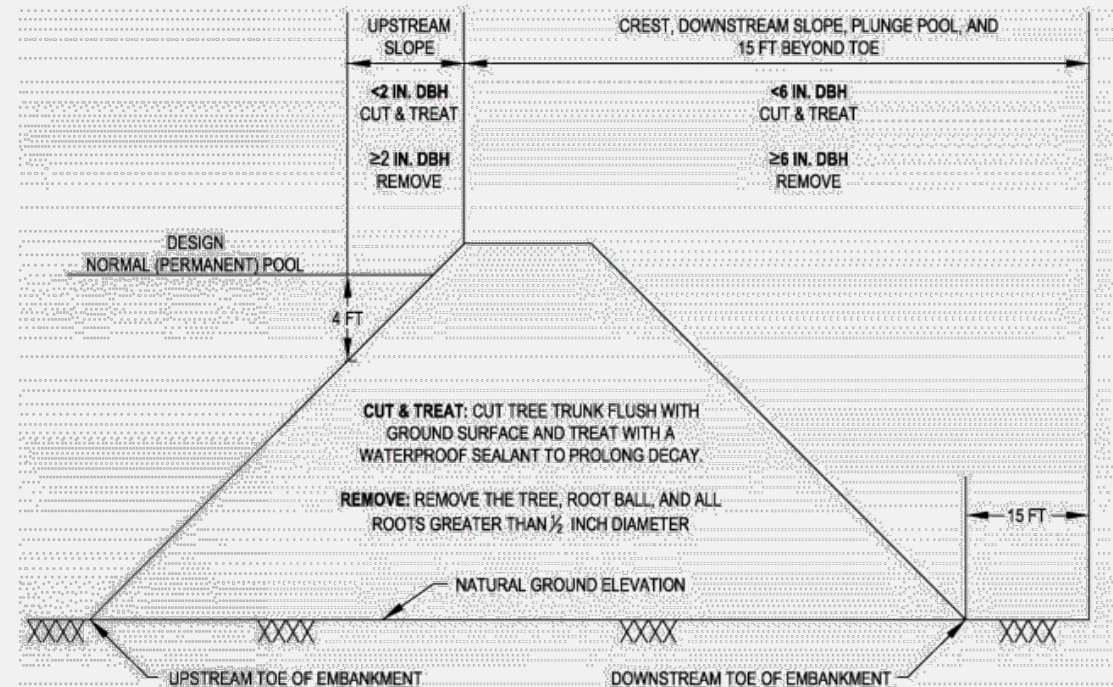 UPSTREAM
SLOPE
CREST, DOWNSTREAM SLOPE, PLUNGE POOL, AND
15 FT BEYOND TOE
<2 IN. DBH
CUT & TREAT
≥2 IN. DBH
REMOVE
<6 IN. DBH
CUT & TREAT
≥6 IN. DBH
REMOVE
DESIGN
NORMAL (PERMANENT) POOL
4 FT
CUT & TREAT: CUT TREE TRUNK FLUSH WITH
GROUND SURFACE AND TREAT WITH A
WATERPROOF SEALANT TO PROLONG DECAY.
REMOVE: REMOVE THE TREE, ROOT BALL, AND ALL
ROOTS GREATER THAN ½ INCH DIAMETER
15 FT
NATURAL GROUND ELEVATION
UPSTREAM TOE OF EMBANKMENT
DOWNSTREAM TOE OF EMBANKMENT